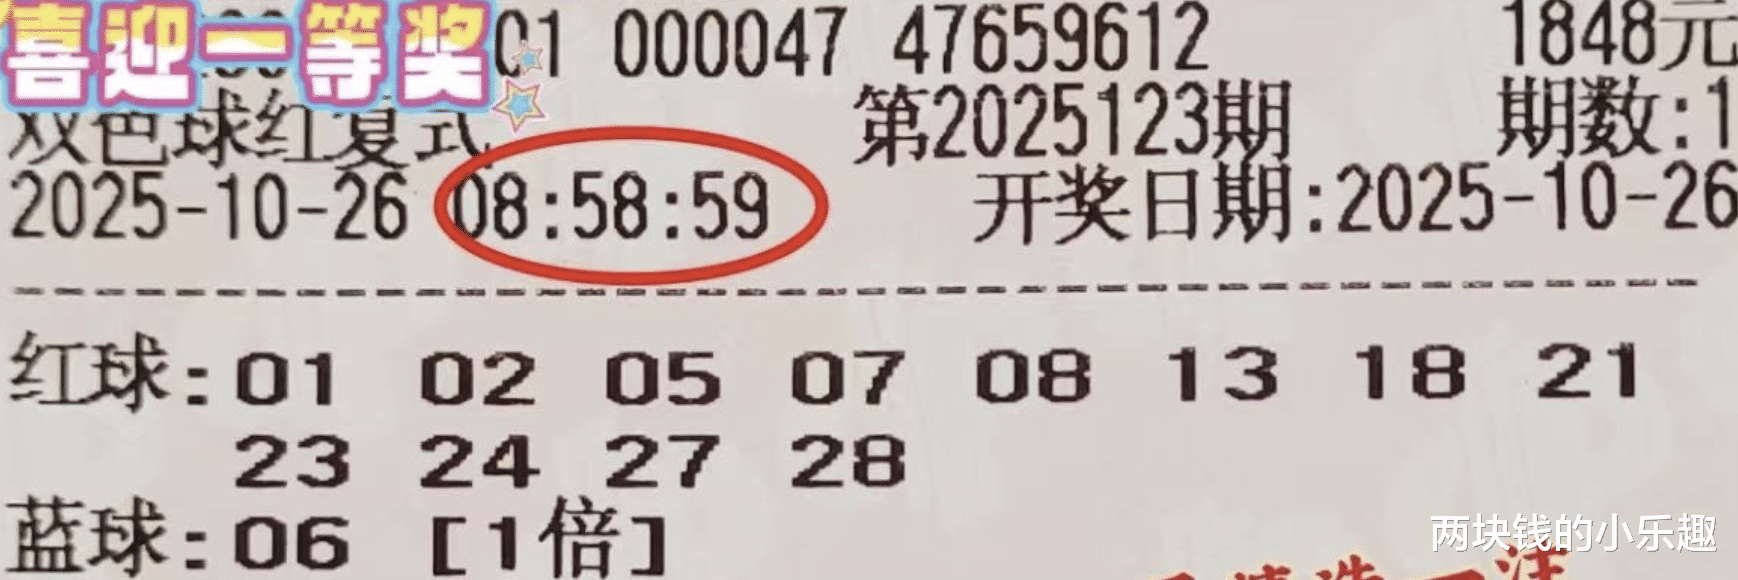 喜迎一等奖
01 000047 47659612 1848元
双色球红复式 第2025123期 期数:1
2025-10-26 08:58:59 开奖日期:2025-10-26
红球:01 02 05 07 08 13 18 21
23 24 27 28
蓝球:06 [1倍]
两块钱的小乐趣